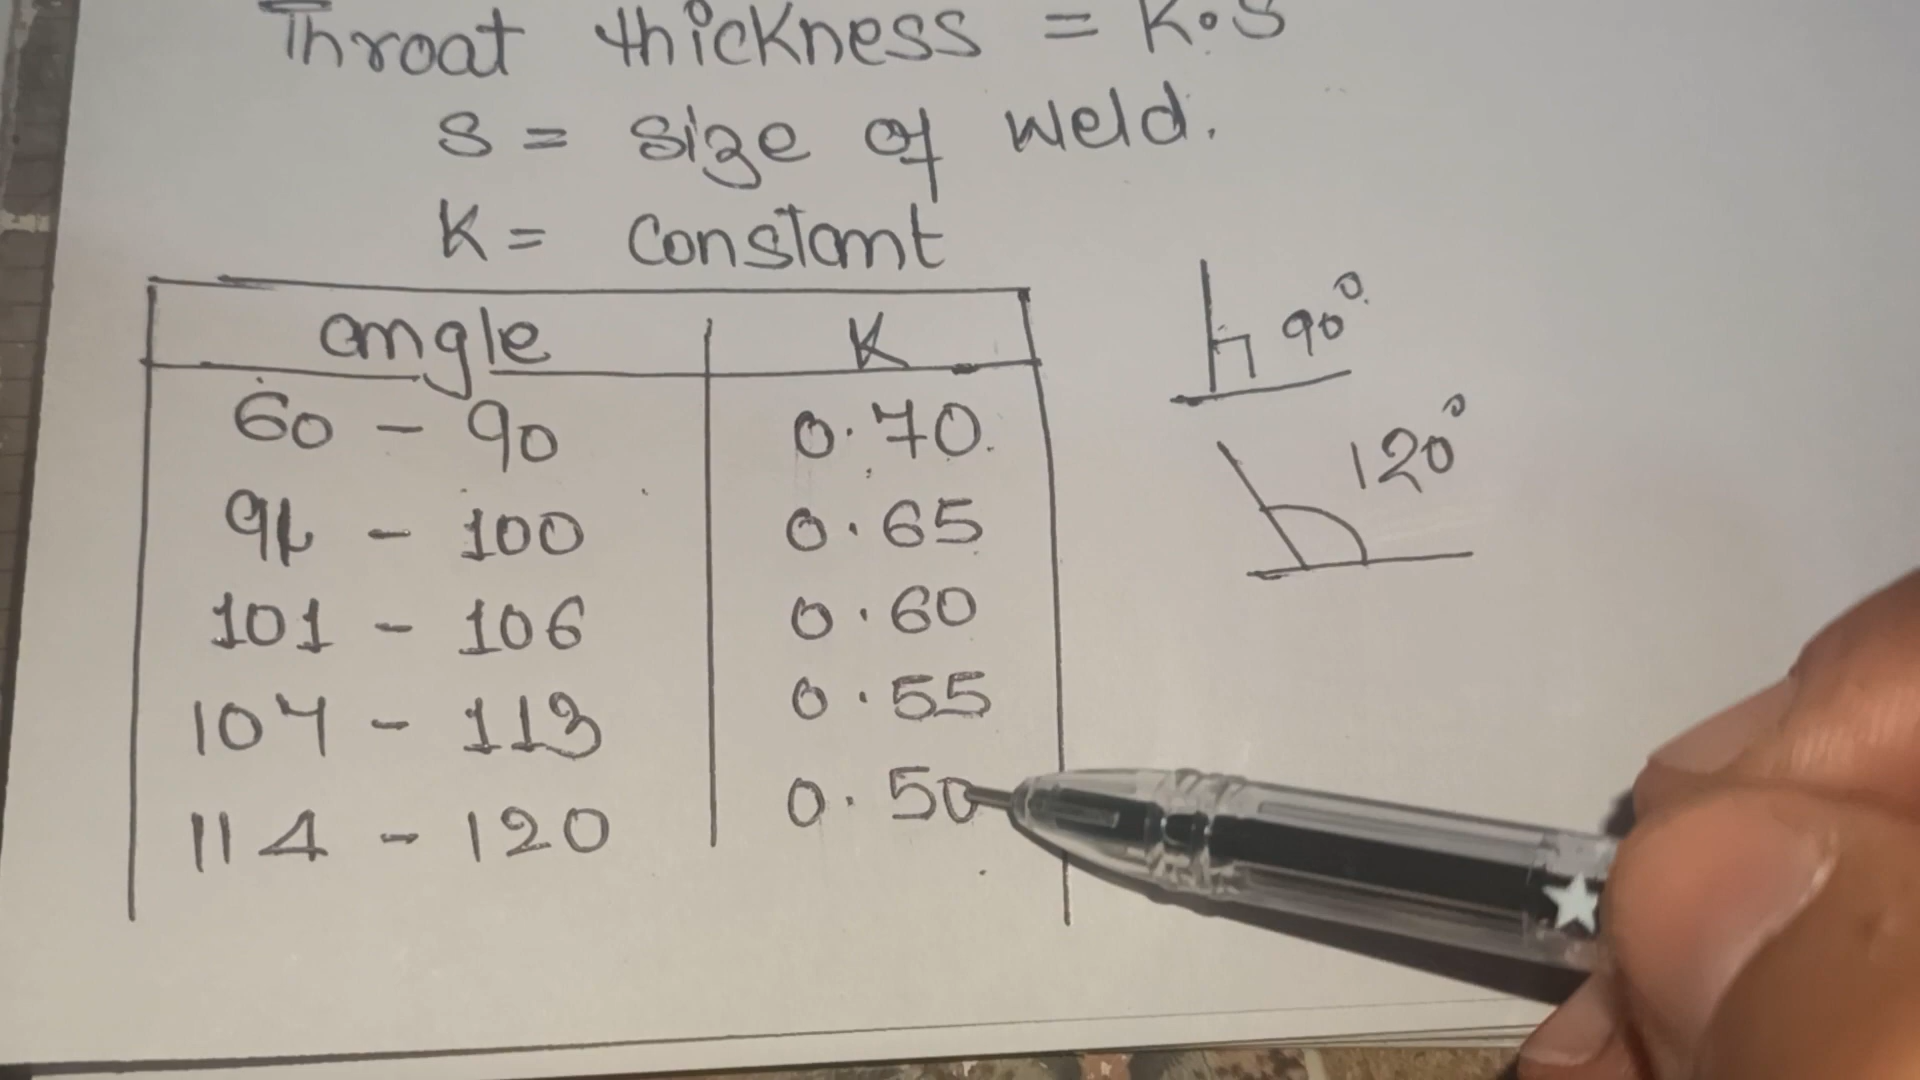 Throat thickness = K.S
S = Size of weld.
K = Constant
angle K
60 - 90 0.70
91 - 100 0.65
101 - 106 0.60
107 - 113 0.55
114 - 120 0.50
90°
120°